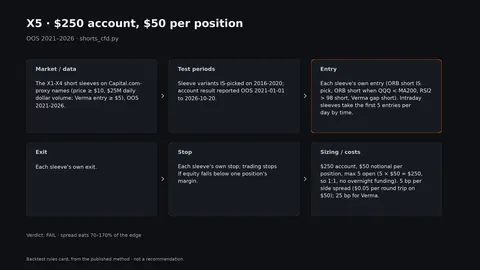 X5 · $250 account, $50 per position
OOS 2021–2026 · shorts_cfd.py
Market / data
The X1-X4 short sleeves on Capital.com-
proxy names (price ≥ $10, $25M daily
dollar volume; Verma entry ≥ $5), OOS
2021-2026.
Test periods
Sleeve variants IS-picked on 2016-2020;
account result reported OOS 2021-01-01
to 2026-10-20.
Entry
Each sleeve's own entry (ORB short IS
pick, ORB short when QQQ < MA200, RSI2
> 98 short, Verma gap short). Intraday
sleeves take the first 5 entries per
day by time.
Exit
Each sleeve's own exit.
Stop
Each sleeve's own stop; trading stops
if equity falls below one position's
margin.
Sizing / costs
$250 account, $50 notional per
position, max 5 open (5 × $50 = $250,
so 1:1, no overnight funding). 5 bp per
side spread ($0.05 per round trip on
$50); 25 bp for Verma.
Verdict: FAIL · spread eats 70–170% of the edge
Backtest rules card, from the published method · not a recommendation.